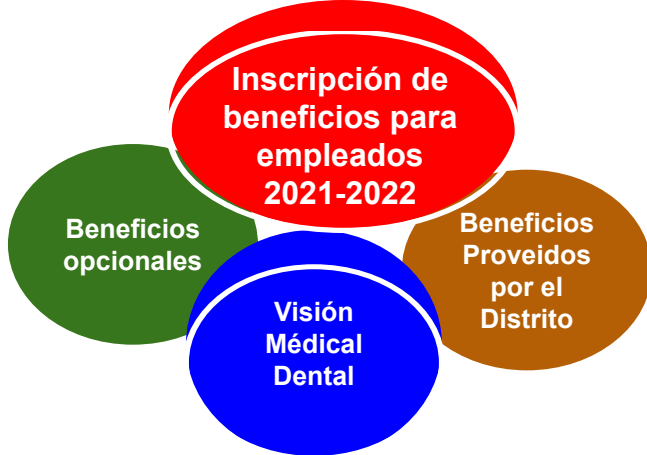 Inscripción de
beneficios para
empleados
2021-2022
Beneficios
opcionales
Beneficios
Proveidos
por el
Distrito
Visión
Médical
Dental